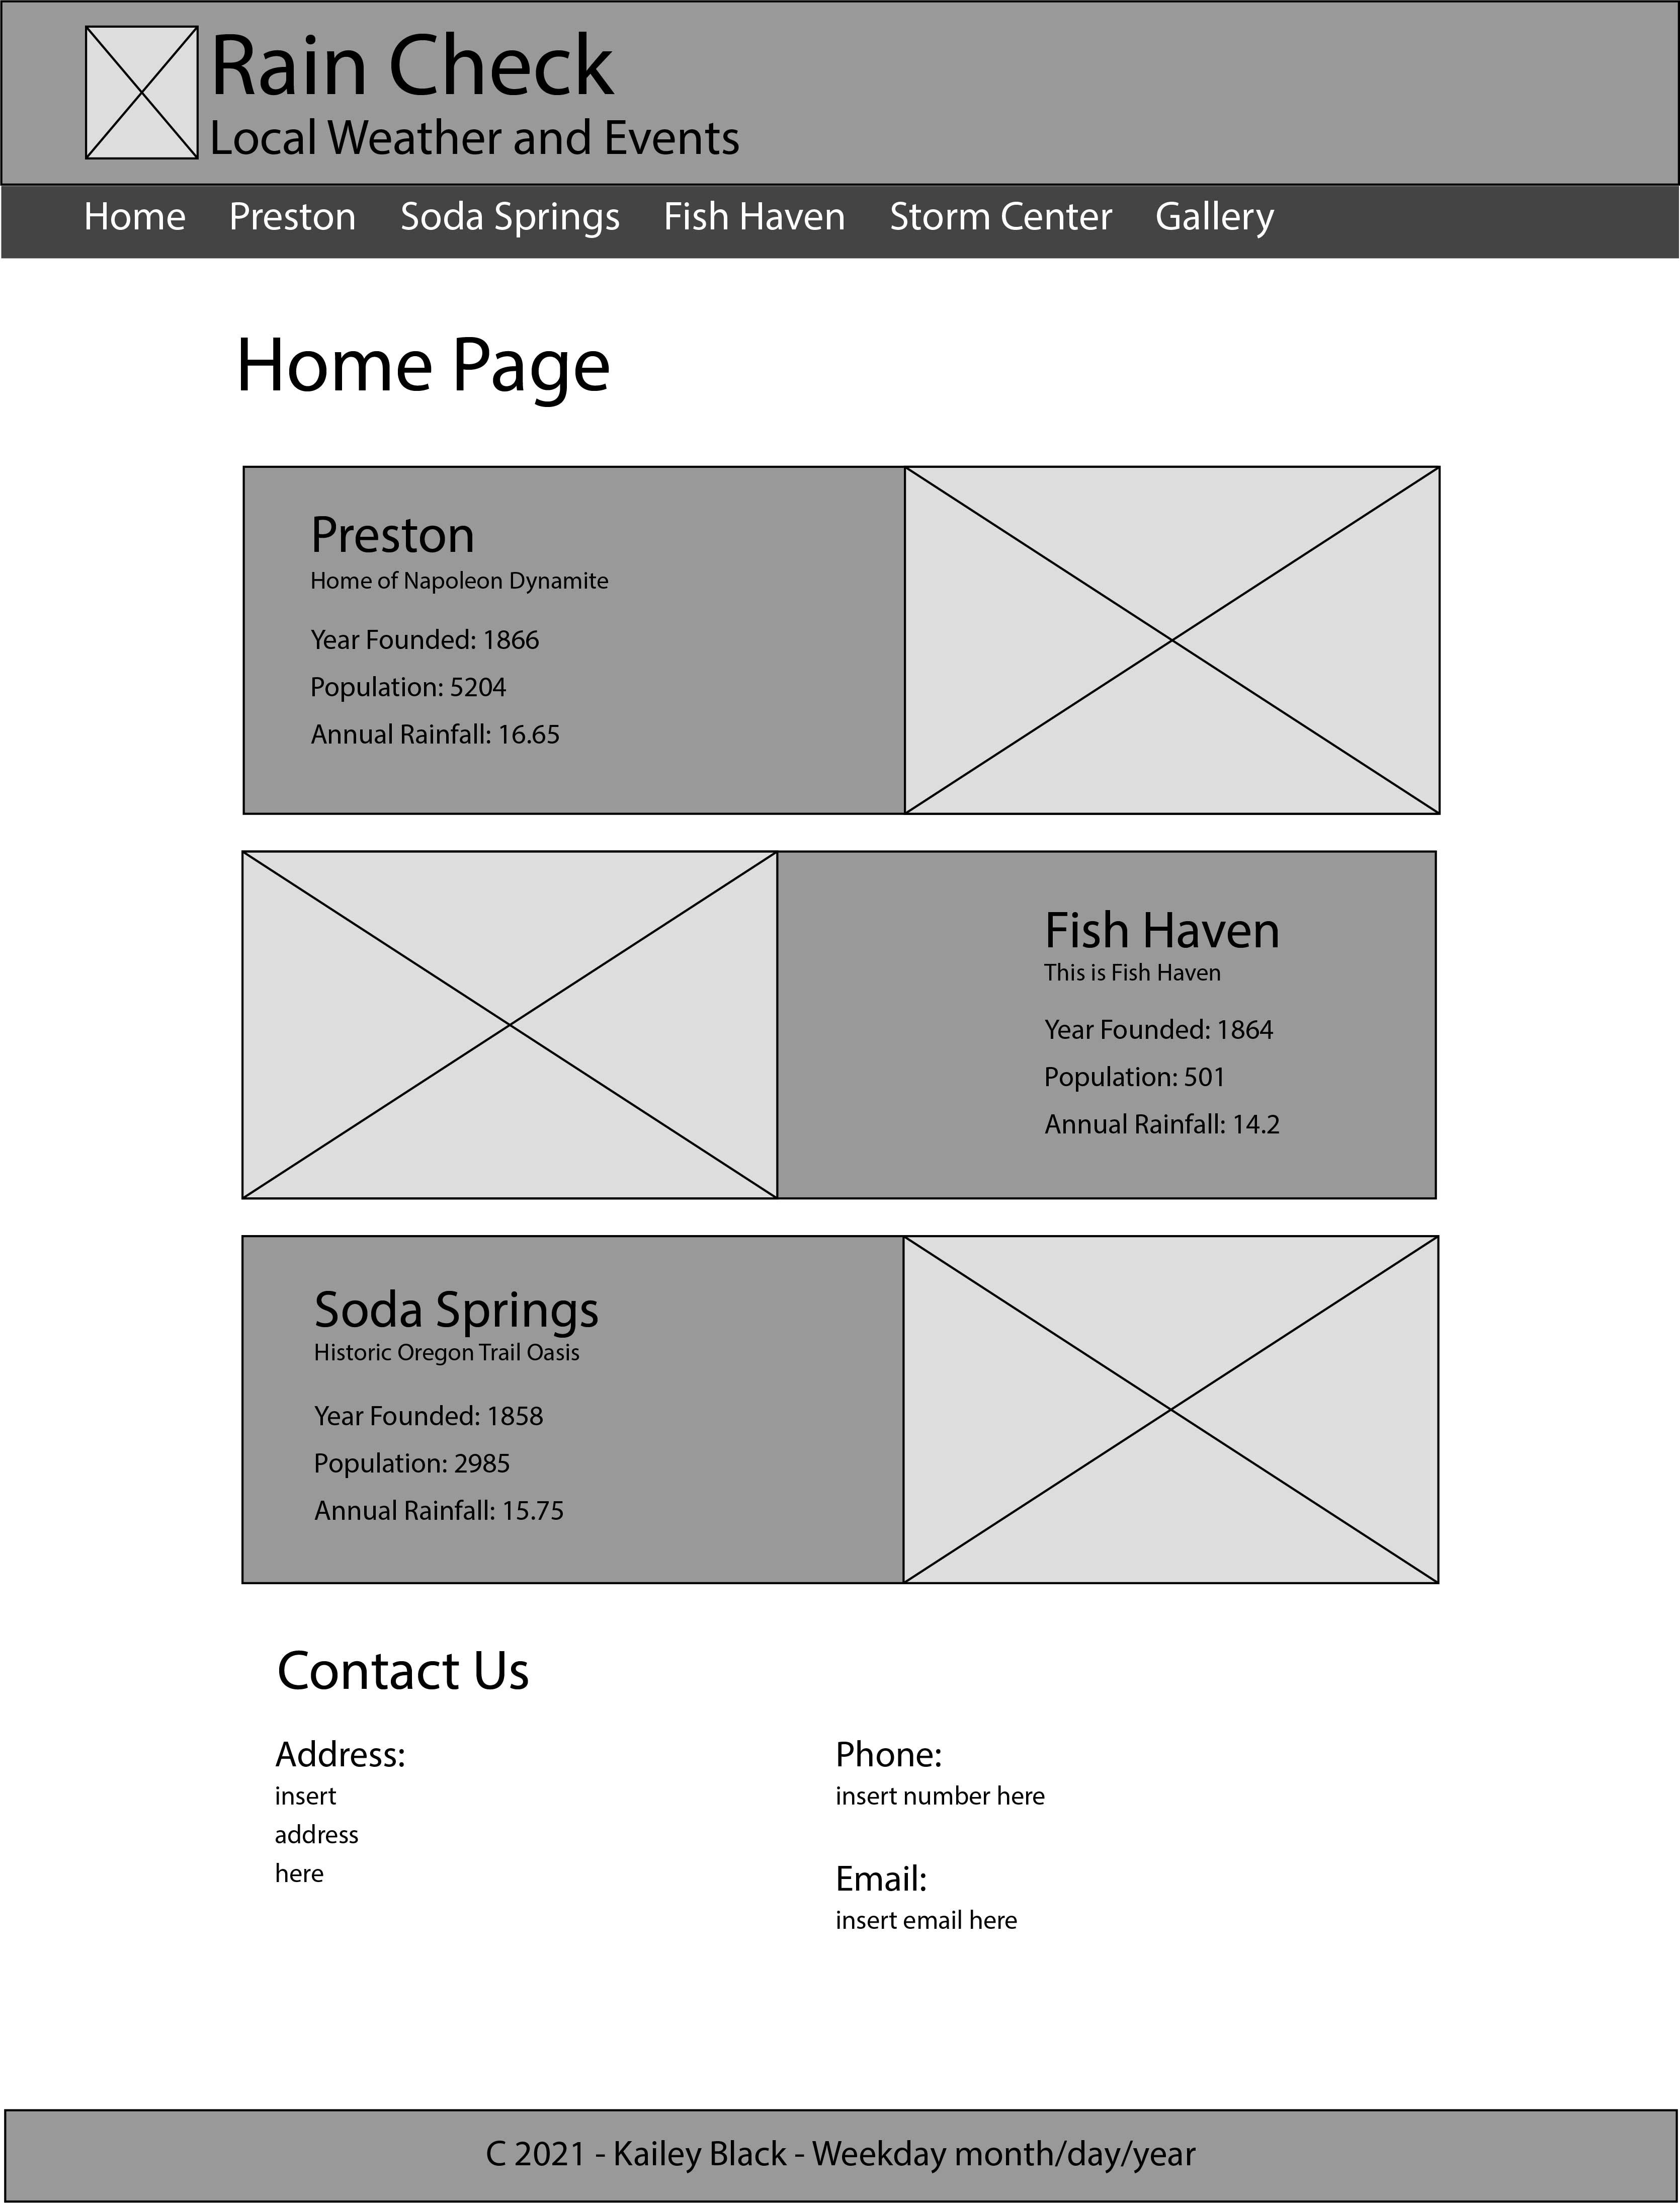 Rain Check
Local Weather and Events
Home Preston Soda Springs Fish Haven Storm Center Gallery
Home Page
Preston
Home of Napoleon Dynamite
Year Founded: 1866
Population: 5204
Annual Rainfall: 16.65
Fish Haven
This is Fish Haven
Year Founded: 1864
Population: 501
Annual Rainfall: 14.2
Soda Springs
Historic Oregon Trail Oasis
Year Founded: 1858
Population: 2985
Annual Rainfall: 15.75
Contact Us
Address:
insert
address
here
Phone:
insert number here
Email:
insert email here
C 2021 - Kailey Black - Weekday month/day/year